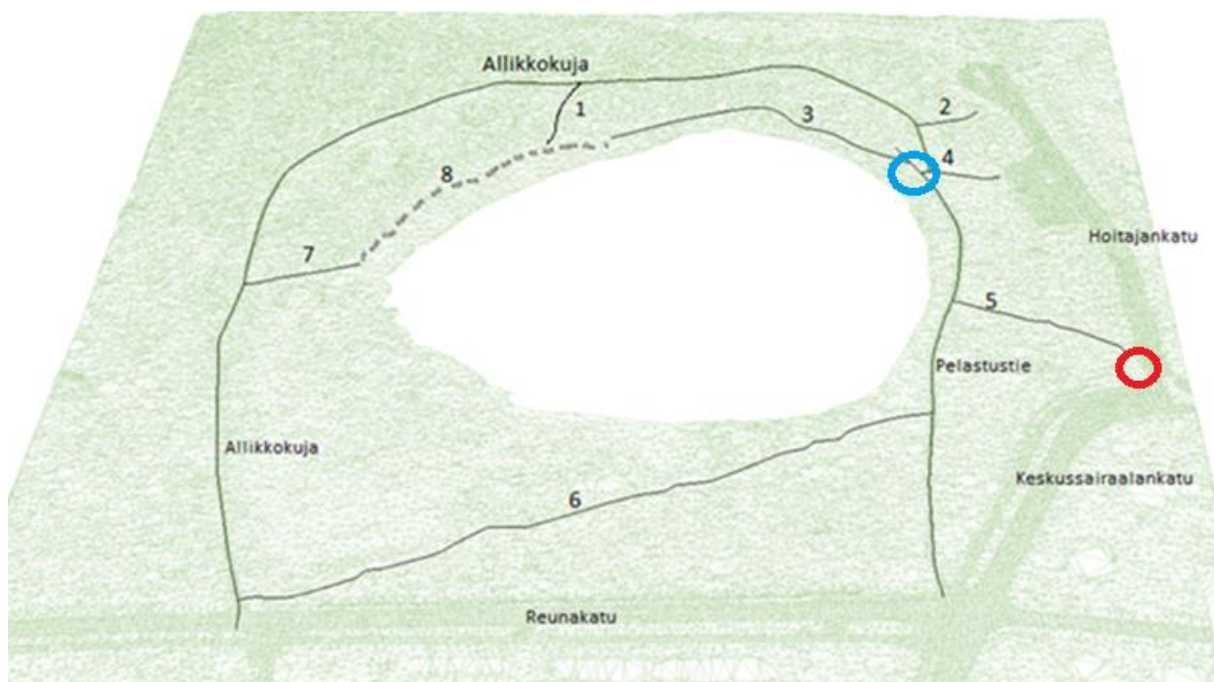 Allikkokuja
1
2
3
4
8
Hoitajankatu
7
5
Pelastustie
Allikkokuja
Keskussairaalankatu
6
Reunakatu